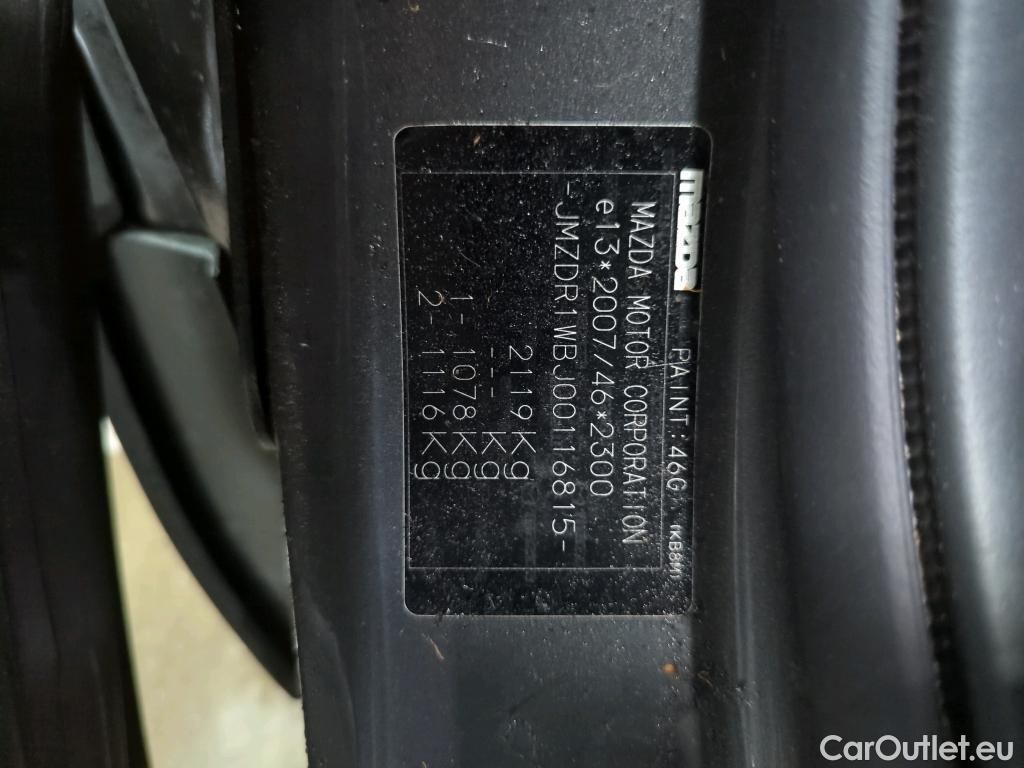 mazda PAINT:46G
MAZDA MOTOR CORPORATION
e13*2007/46*2300
-JMZDR1WBJ00116815-
2119Kg
--- Kg
1- 1078Kg
2- 1116Kg
CarOutlet.eu